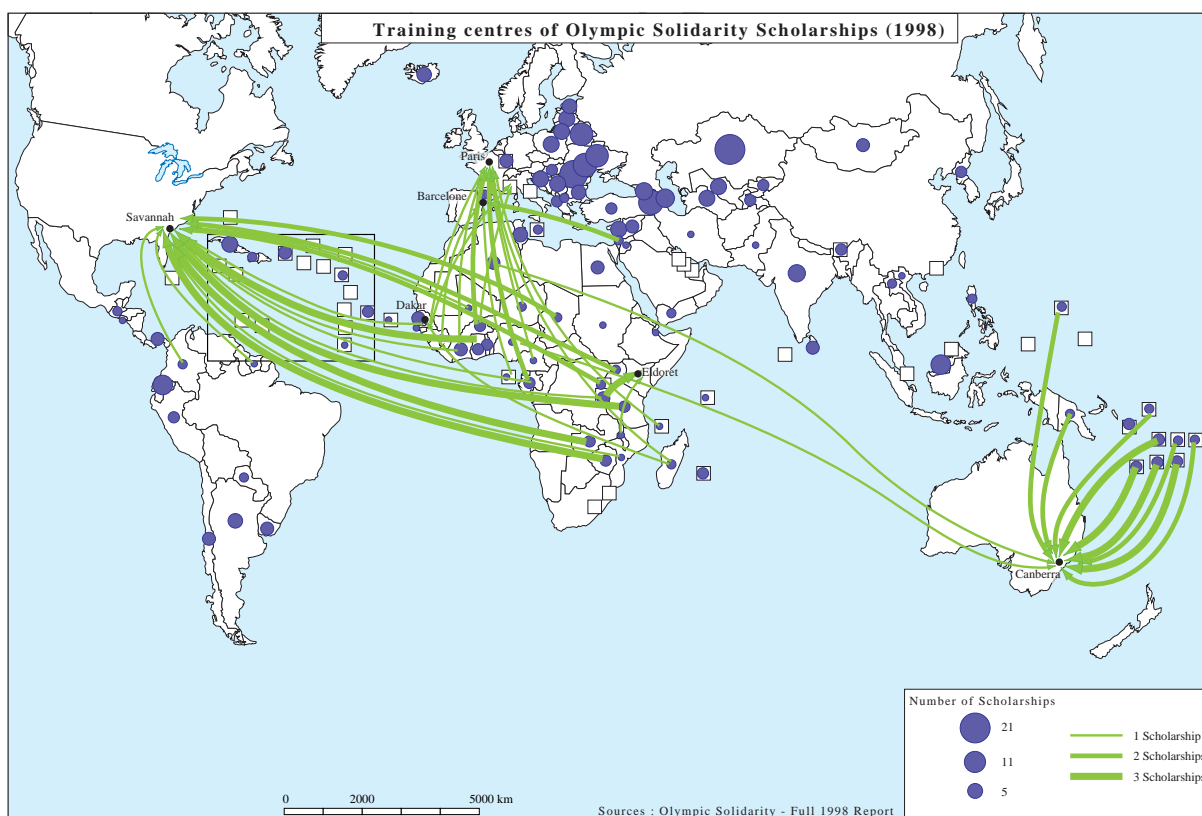 Training centres of Olympic Solidarity Scholarships (1998)
Paris
Barcelone
Savannah
Dakar
Eldoret
Canberra
Number of Scholarships
21
11
5
1 Scholarship
2 Scholarships
3 Scholarships
0 2000 5000 km
Sources : Olympic Solidarity - Full 1998 Report